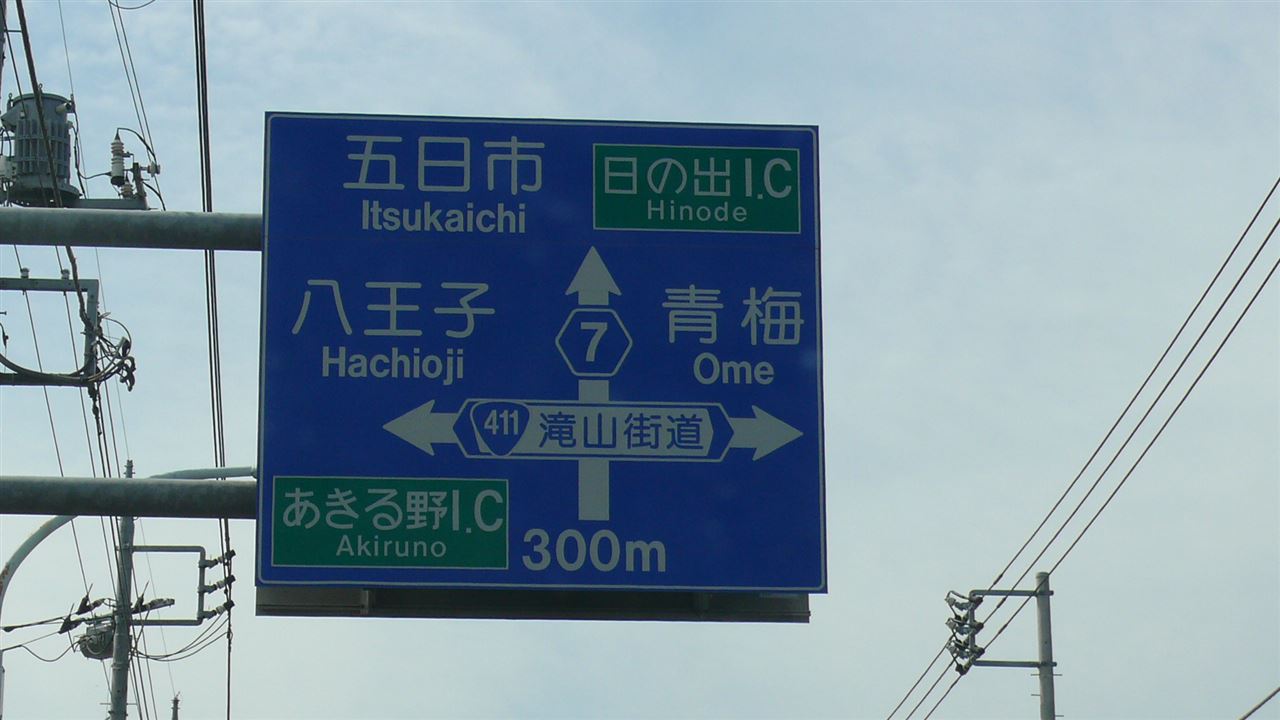 五日市
Itsukaichi
日の出I.C
Hinode
八王子
Hachioji
7
青梅
Ome
411 滝山街道
あきる野I.C
Akiruno
300m